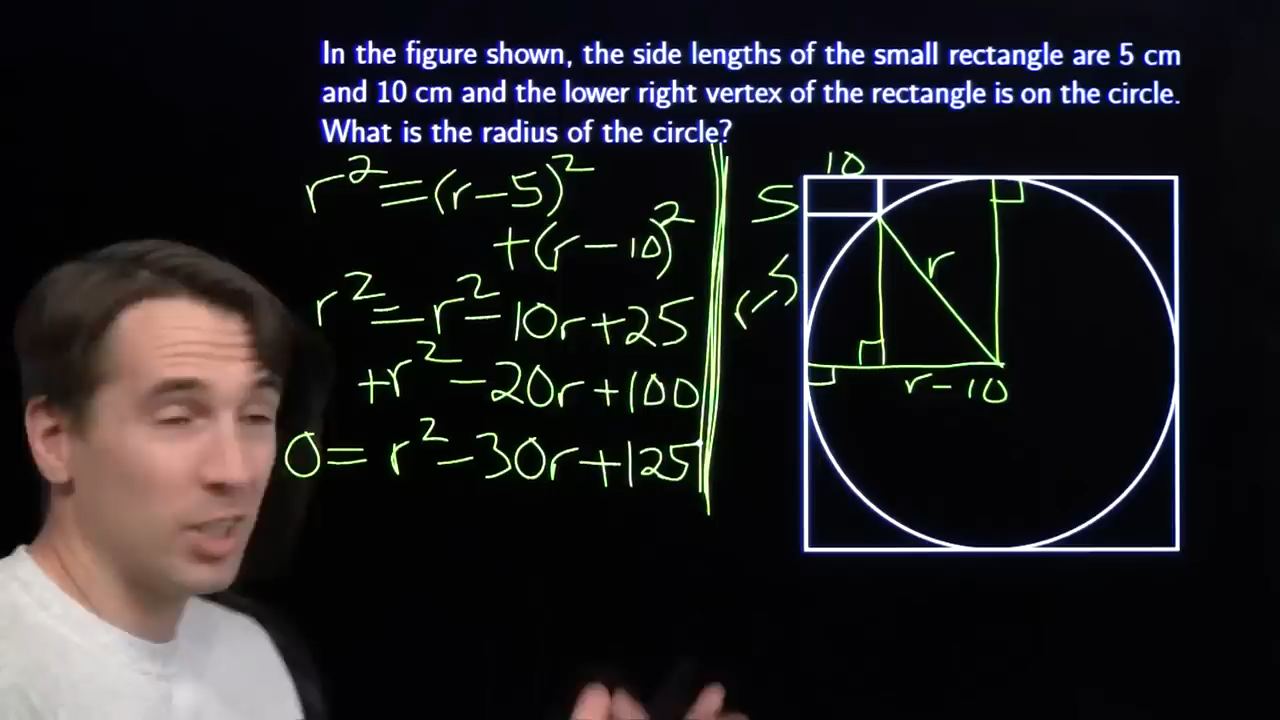 In the figure shown, the side lengths of the small rectangle are 5 cm
and 10 cm and the lower right vertex of the rectangle is on the circle.
What is the radius of the circle?
r²=(r-5)²
+(r-10)²
r²=r²-10r+25
+r²-20r+100
0=r²-30r+125
10
5
r
r-5
r-10